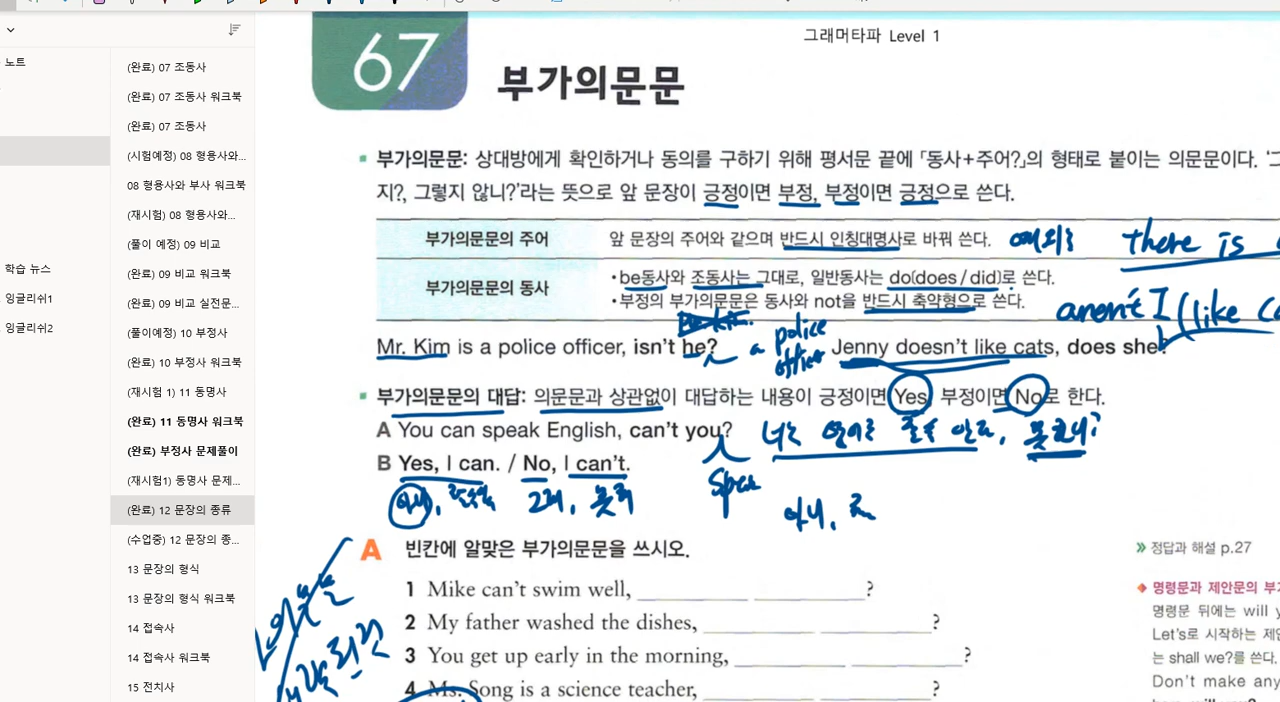 그래머타파 Level 1
67
부가의문문
노트
학습 뉴스
잉글리쉬1
잉글리쉬2
(완료) 07 조동사
(완료) 07 조동사 워크북
(완료) 07 조동사
(시험예정) 08 형용사와...
08 형용사와 부사 워크북
(재시험) 08 형용사와...
(풀이 예정) 09 비교
(완료) 09 비교 워크북
(완료) 09 비교 실전문...
(풀이예정) 10 부정사
(완료) 10 부정사 워크북
(재시험 1) 11 동명사
(완료) 11 동명사 워크북
(완료) 부정사 문제풀이
(재시험1) 동명사 문제...
(완료) 12 문장의 종류
(수업중) 12 문장의 종...
13 문장의 형식
13 문장의 형식 워크북
14 접속사
14 접속사 워크북
15 전치사
부가의문문: 상대방에게 확인하거나 동의를 구하기 위해 평서문 끝에 「동사+주어?」의 형태로 붙이는 의문문이다. '그
지?, 그렇지 않니?'라는 뜻으로 앞 문장이 긍정이면 부정, 부정이면 긍정으로 쓴다.
부가의문문의 주어 앞 문장의 주어와 같으며 반드시 인칭대명사로 바꿔 쓴다. 예외는 there is
부가의문문의 동사
•be동사와 조동사는 그대로, 일반동사는 do(does/did)로 쓴다.
•부정의 부가의문문은 동사와 not을 반드시 축약형으로 쓴다. aren't I (like
a police
officer
Mr. Kim is a police officer, isn't he? Jenny doesn't like cats, does she?
부가의문문의 대답: 의문문과 상관없이 대답하는 내용이 긍정이면 Yes, 부정이면 No로 한다.
A You can speak English, can't you? 너는 영어를
B Yes, I can. / No, I can't.
아니,
아니,
A 빈칸에 알맞은 부가의문문을 쓰시오.
1 Mike can't swim well, ?
2 My father washed the dishes, ?
3 You get up early in the morning, ?
4 Ms. Song is a science teacher, ?
정답과 해설 p.27
명령문과 제안문의 부가
명령문 뒤에는 will y
Let's로 시작하는 제안
는 shall we?를 쓴다.
Don't make any